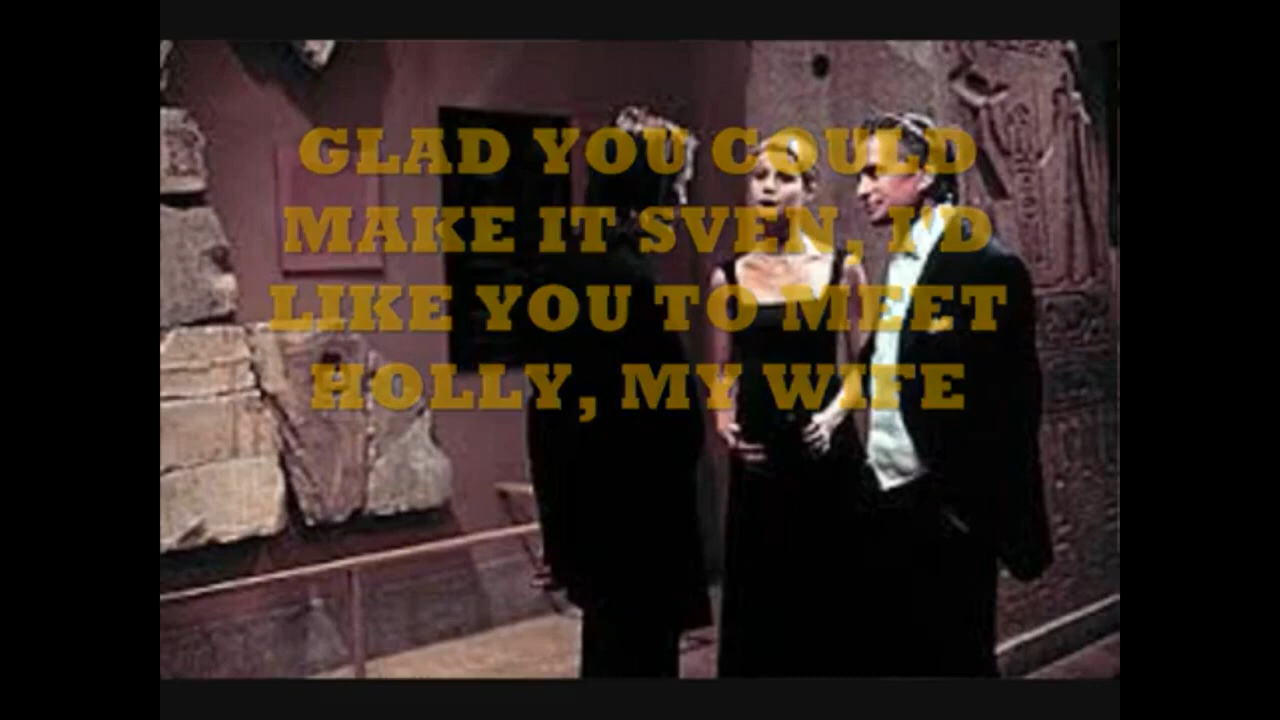 GLAD YOU COULD
MAKE IT SVEN, I'D
LIKE YOU TO MEET
HOLLY, MY WIFE